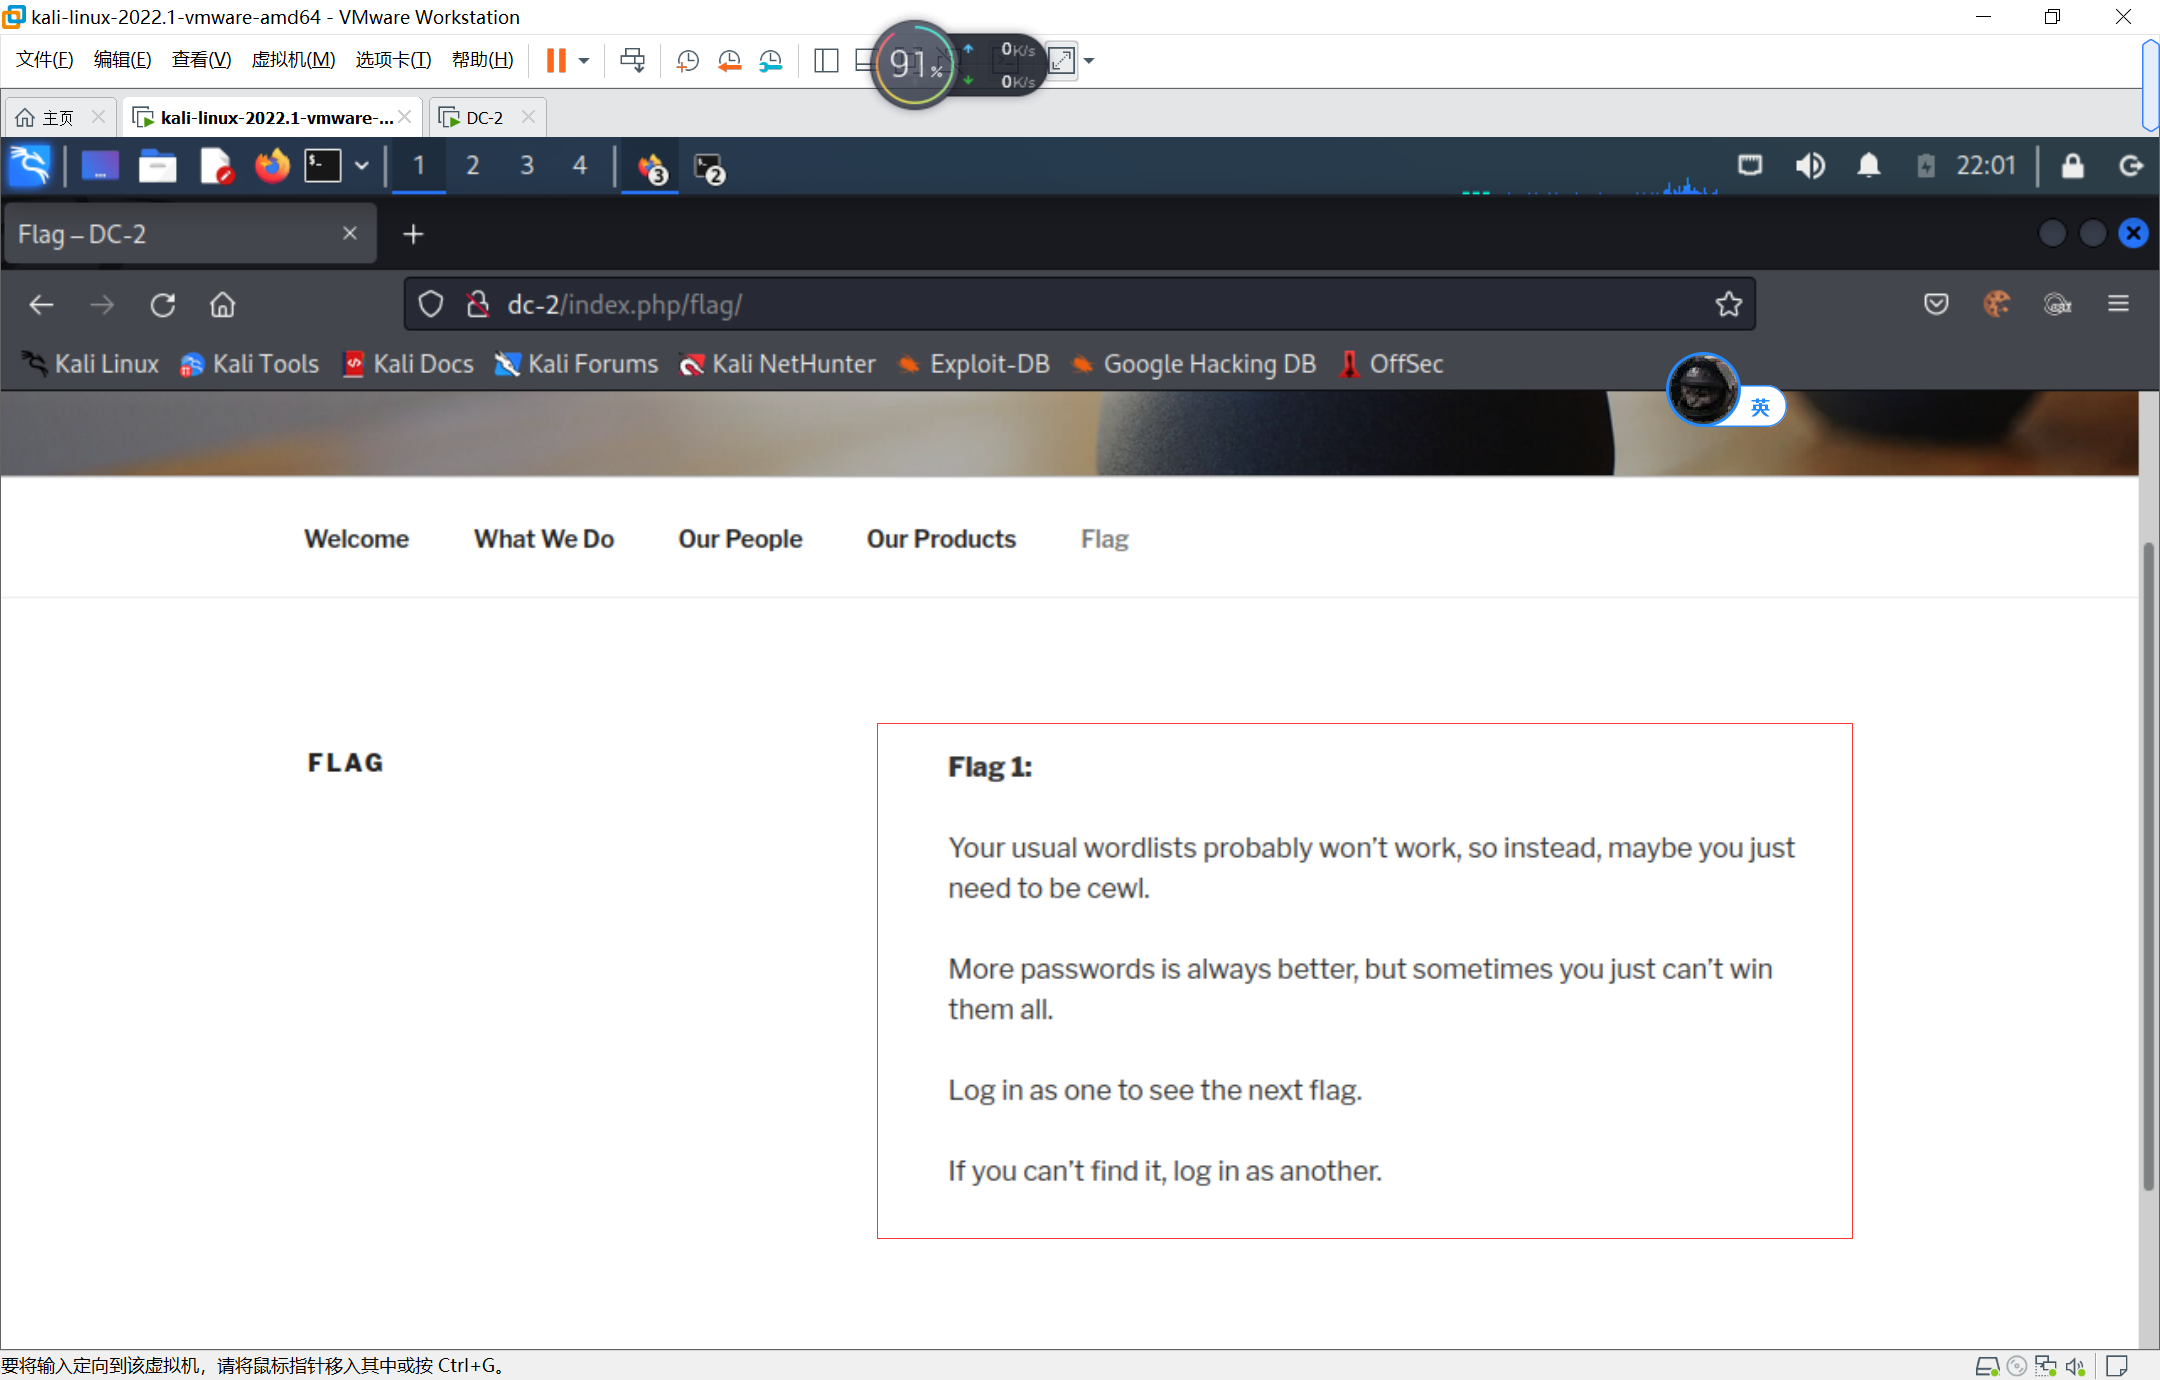 kali-linux-2022.1-vmware-amd64 - VMware Workstation
文件(F) 编辑(E) 查看(V) 虚拟机(M) 选项卡(T) 帮助(H)
91%
0K/s
0K/s
主页
kali-linux-2022.1-vmware-...
DC-2
1 2 3 4
3
2
22:01
Flag – DC-2
dc-2/index.php/flag/
Kali Linux Kali Tools Kali Docs Kali Forums Kali NetHunter Exploit-DB Google Hacking DB OffSec
英
Welcome What We Do Our People Our Products Flag
FLAG
Flag 1:
Your usual wordlists probably won’t work, so instead, maybe you just
need to be cewl.
More passwords is always better, but sometimes you just can’t win
them all.
Log in as one to see the next flag.
If you can’t find it, log in as another.
要将输入定向到该虚拟机，请将鼠标指针移入其中或按 Ctrl+G。